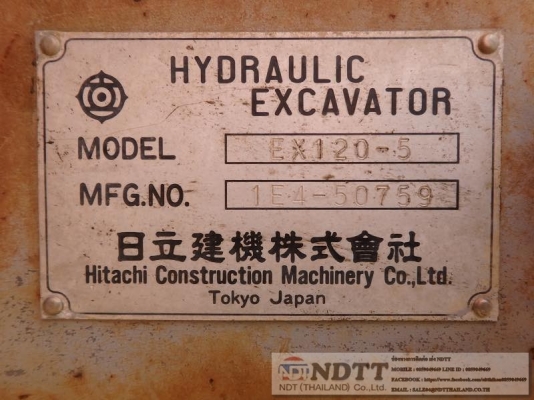 HYDRAULIC
EXCAVATOR
MODEL EX120-5
MFG.NO. 1E4-50759
日立建機株式會社
Hitachi Construction Machinery Co.,Ltd.
Tokyo Japan
NDTT
NDT (THAILAND) Co.,Ltd.